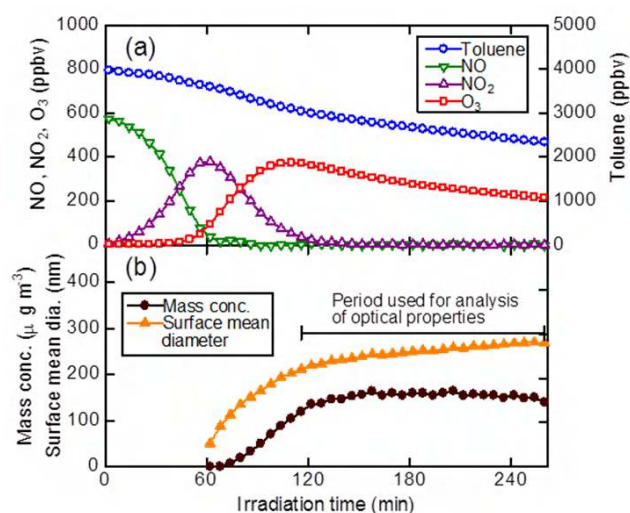 (a)
Toluene
NO
NO2
O3
1000
800
600
400
200
0
NO, NO2, O3 (ppbv)
5000
4000
3000
2000
1000
0
Toluene (ppbv)
(b)
Mass conc.
Surface mean
diameter
Period used for analysis
of optical properties
400
300
200
100
0
Mass conc. (μ g m-3)
Surface mean dia. (nm)
0 60 120 180 240
Irradiation time (min)